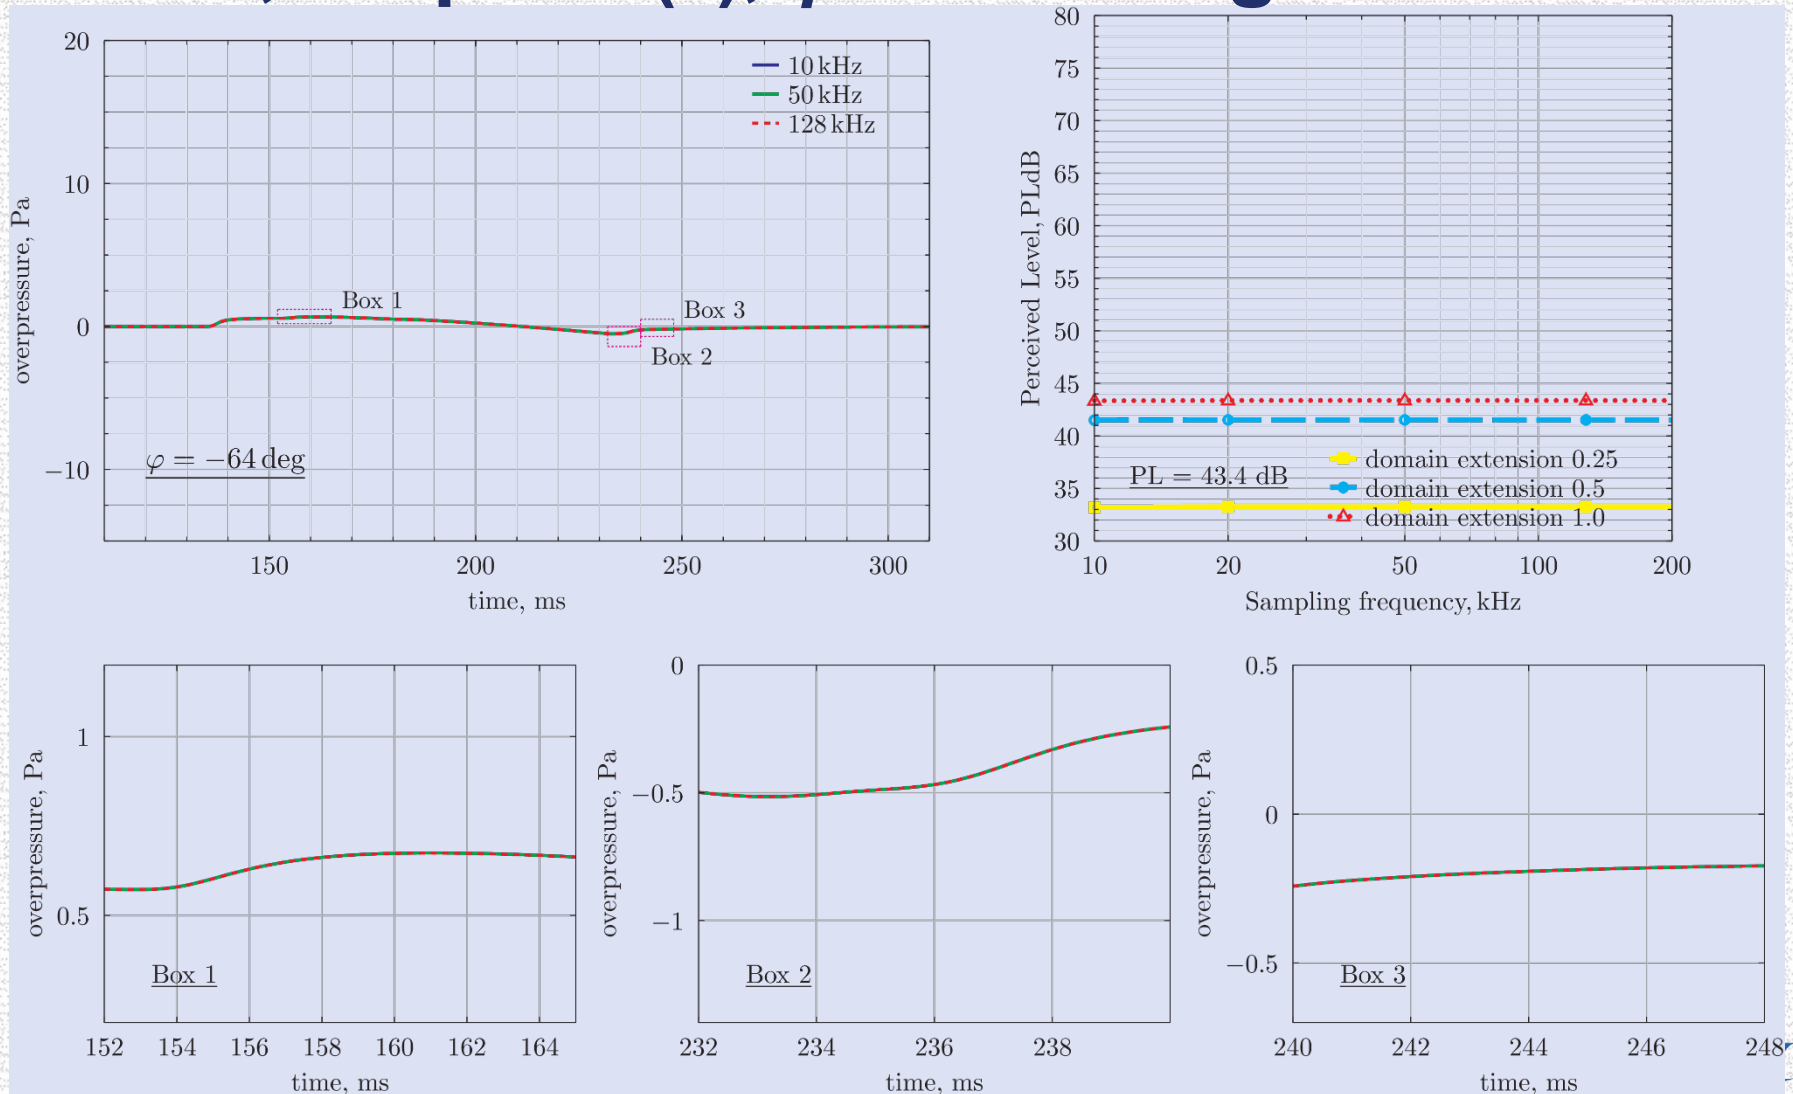 20
10
0
−10
overpressure, Pa
10 kHz
50 kHz
128 kHz
Box 1
Box 3
Box 2
φ = −64 deg
150 200 250 300
time, ms
80
75
70
65
60
55
50
45
40
35
30
Perceived Level, PLdB
PL = 43.4 dB
domain extension 0.25
domain extension 0.5
domain extension 1.0
10 20 50 100 200
Sampling frequency, kHz
1
0.5
overpressure, Pa
Box 1
152 154 156 158 160 162 164
time, ms
0
−0.5
−1
overpressure, Pa
Box 2
232 234 236 238
time, ms
0.5
0
−0.5
overpressure, Pa
Box 3
240 242 244 246 248
time, ms